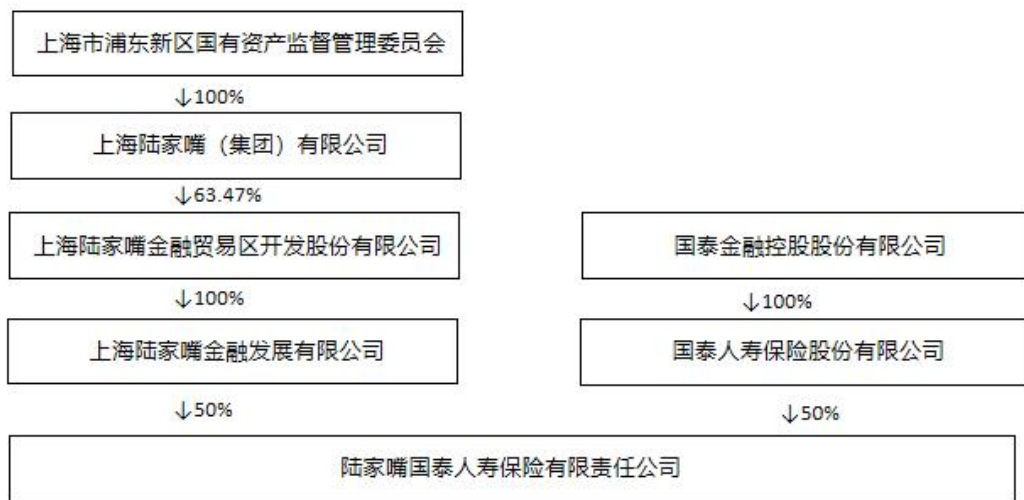 上海市浦东新区国有资产监督管理委员会
↓100%
上海陆家嘴（集团）有限公司
↓63.47%
上海陆家嘴金融贸易区开发股份有限公司
国泰金融控股股份有限公司
↓100%
↓100%
上海陆家嘴金融发展有限公司
国泰人寿保险股份有限公司
↓50%
↓50%
陆家嘴国泰人寿保险有限责任公司